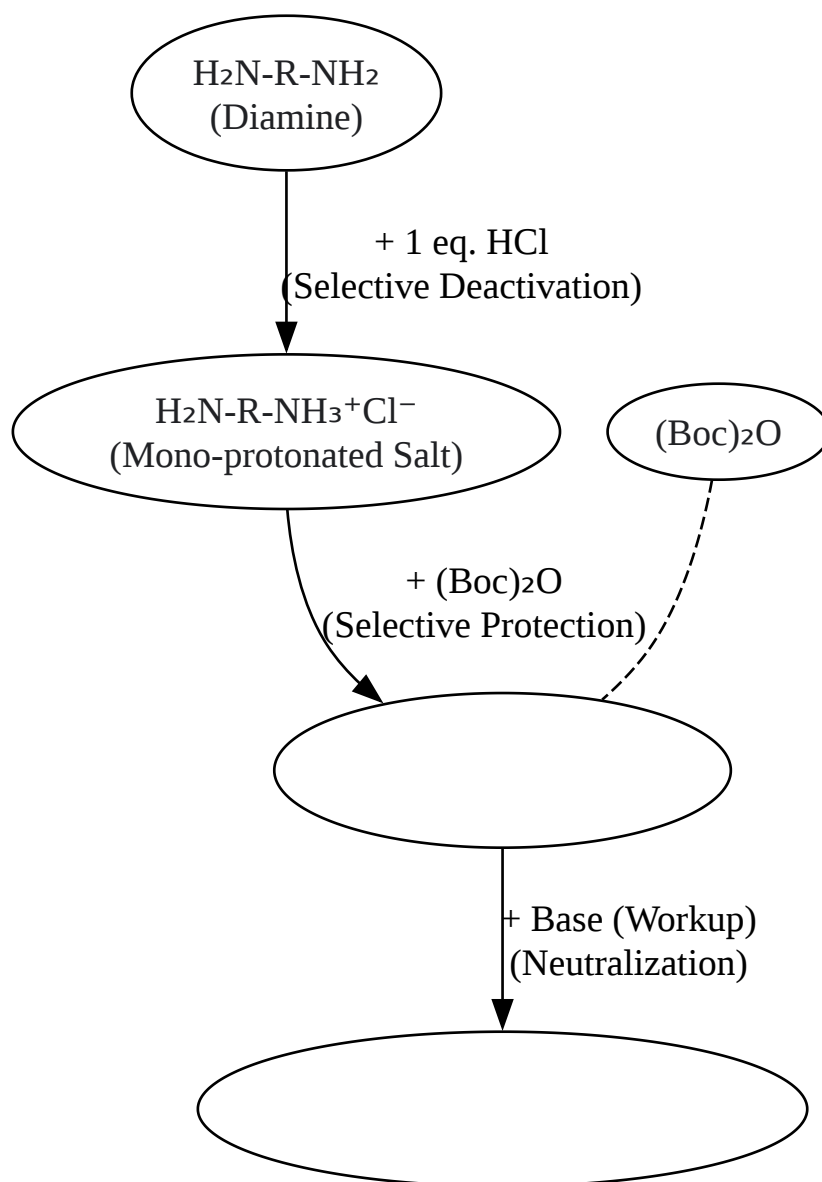 H₂N-R-NH₂
(Diamine)
+ 1 eq. HCl
(Selective Deactivation)
H₂N-R-NH₃⁺Cl⁻
(Mono-protonated Salt)
(Boc)₂O
+ (Boc)₂O
(Selective Protection)
+ Base (Workup)
(Neutralization)